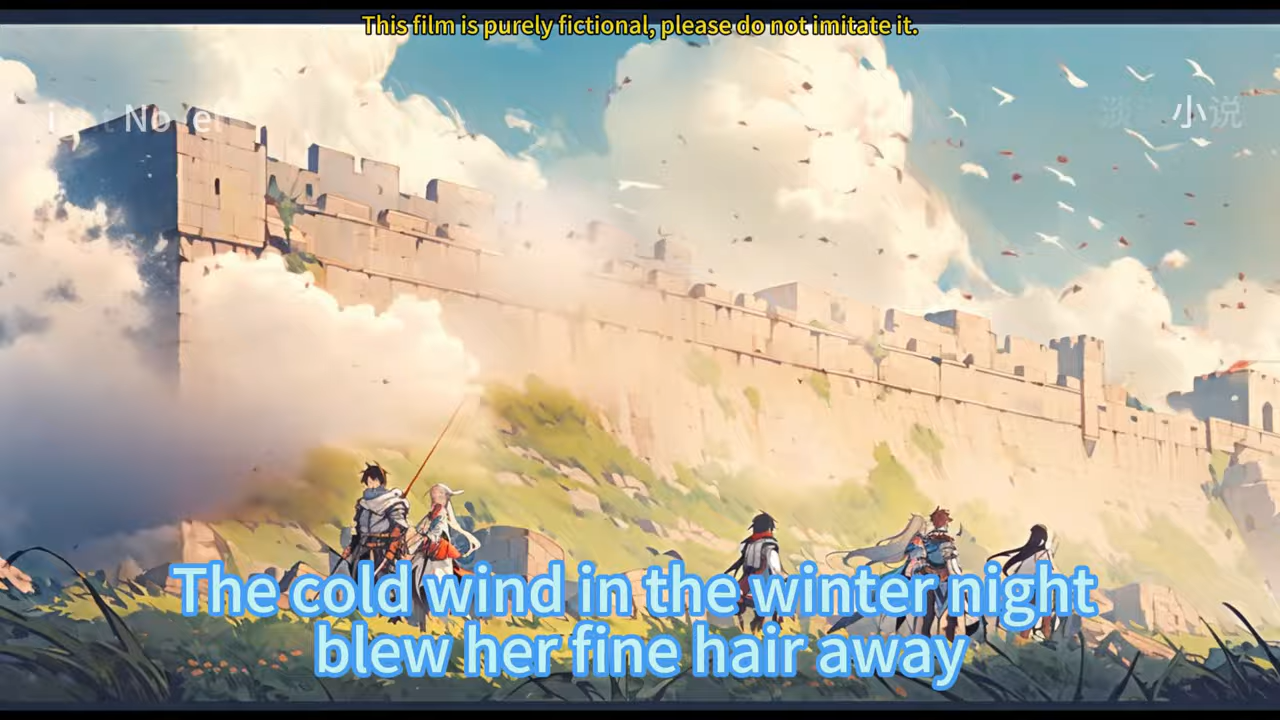 This film is purely fictional, please do not imitate it.
小说
The cold wind in the winter night
blew her fine hair away